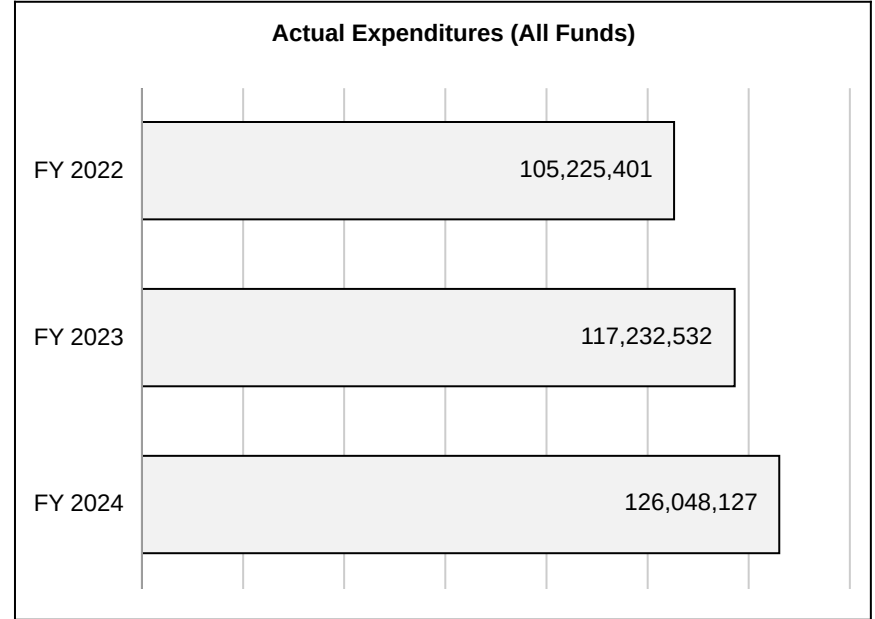 Actual Expenditures (All Funds)
FY 2022 105,225,401
FY 2023 117,232,532
FY 2024 126,048,127